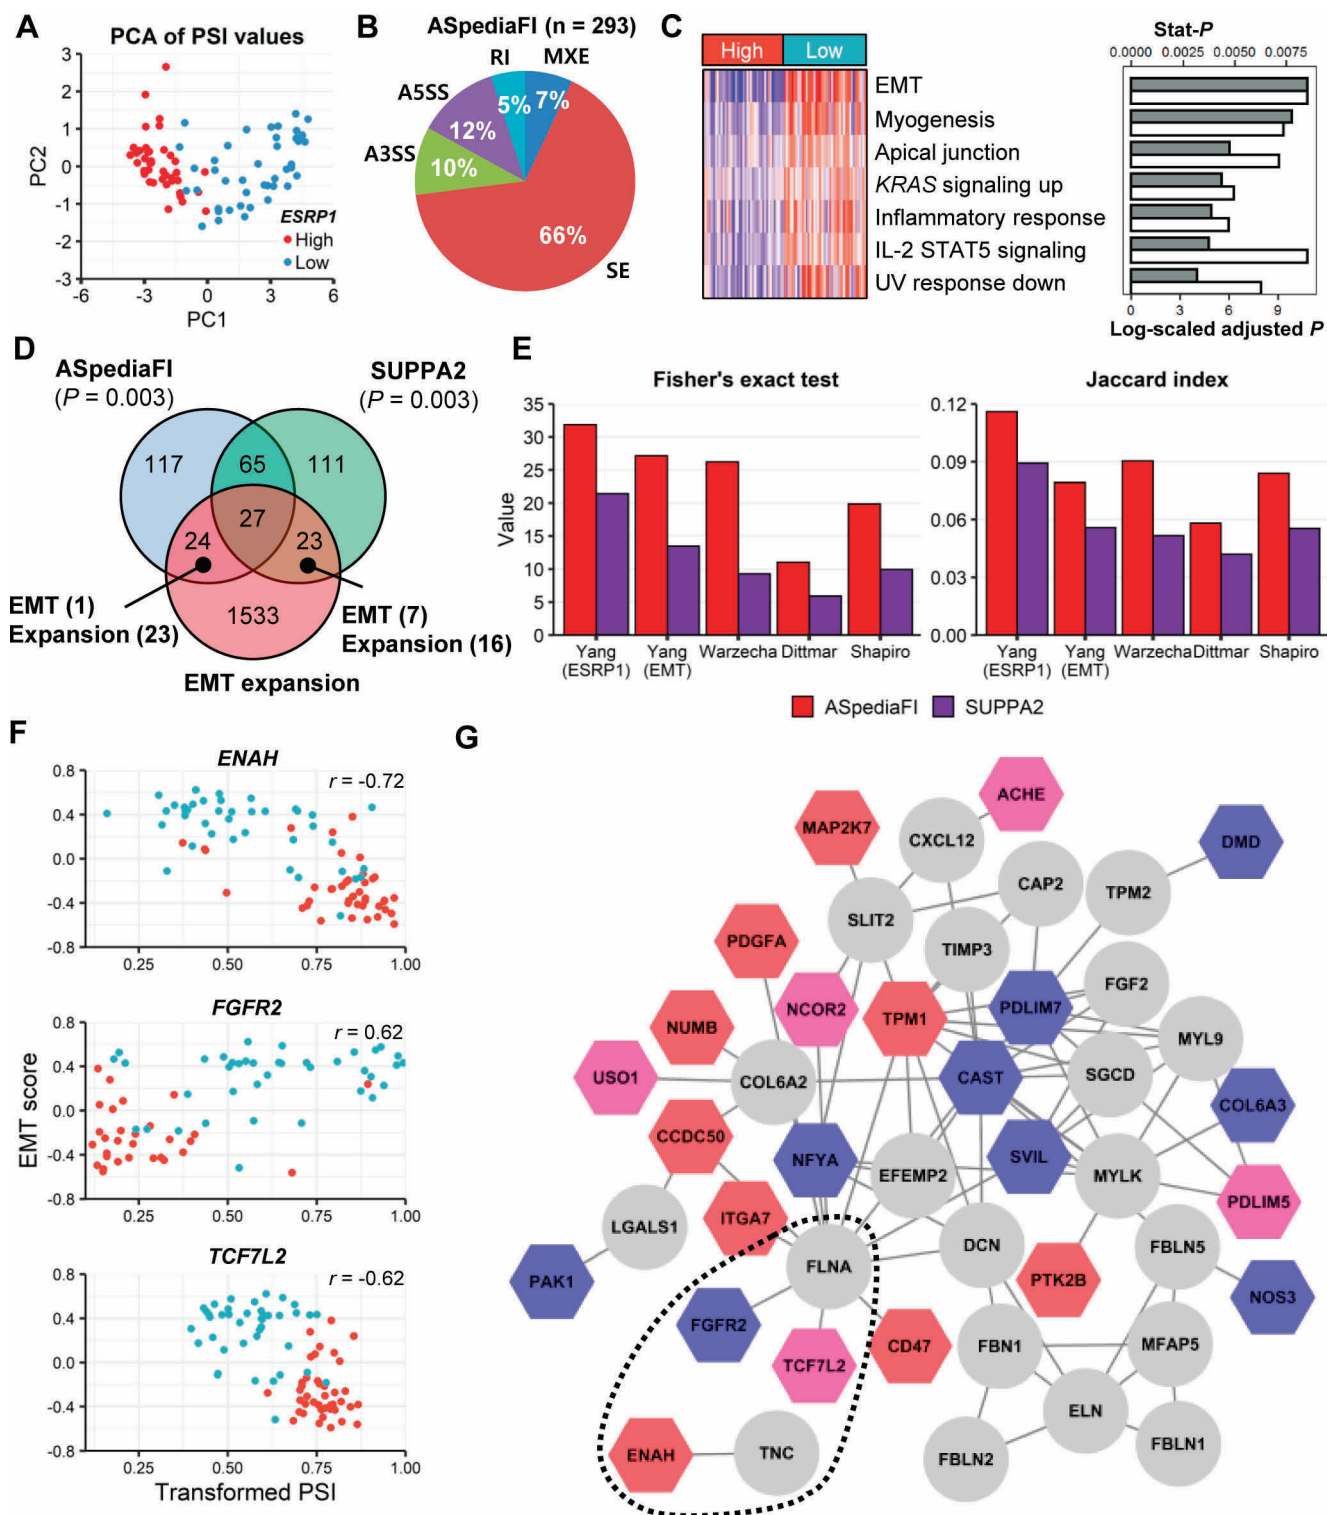 A
PCA of PSI values
PC2
3
2
1
0
-1
-2
-3
-6
-3
0
3
6
PC1
ESRP1
High
Low
B
ASpediaFI (n = 293)
RI
MXE
A5SS
A3SS
SE
5%
7%
12%
10%
66%
C
High
Low
EMT
Myogenesis
Apical junction
KRAS signaling up
Inflammatory response
IL-2 STAT5 signaling
UV response down
Stat-P
0.0000 0.0025 0.0050 0.0075
0 3 6 9
Log-scaled adjusted P
D
ASpediaFI
(P = 0.003)
SUPPA2
(P = 0.003)
117
65
111
27
24
23
1533
EMT (1)
Expansion (23)
EMT (7)
Expansion (16)
EMT expansion
E
Fisher's exact test
Value
35
30
25
20
15
10
5
0
Yang
(ESRP1)
Yang
(EMT)
Warzecha
Dittmar
Shapiro
Jaccard index
0.12
0.09
0.06
0.03
0.00
Yang
(ESRP1)
Yang
(EMT)
Warzecha
Dittmar
Shapiro
ASpediaFI
SUPPA2
F
ENAH
r = -0.72
0.8
0.4
0.0
-0.4
-0.8
0.25 0.50 0.75 1.00
FGFR2
r = 0.62
0.8
0.4
0.0
-0.4
-0.8
0.25 0.50 0.75 1.00
EMT score
TCF7L2
r = -0.62
0.8
0.4
0.0
-0.4
-0.8
0.25 0.50 0.75 1.00
Transformed PSI
G
ACHE
MAP2K7
CXCL12
DMD
CAP2
TPM2
SLIT2
PDGFA
TIMP3
FGF2
NCOR2
TPM1
PDLIM7
NUMB
MYL9
USO1
COL6A2
CAST
SGCD
COL6A3
CCDC50
NFYA
EFEMP2
SVIL
MYLK
PDLIM5
ITGA7
LGALS1
DCN
FBLN5
FLNA
PAK1
PTK2B
NOS3
FGFR2
CD47
FBN1
MFAP5
TCF7L2
ELN
ENAH
TNC
FBLN2
FBLN1